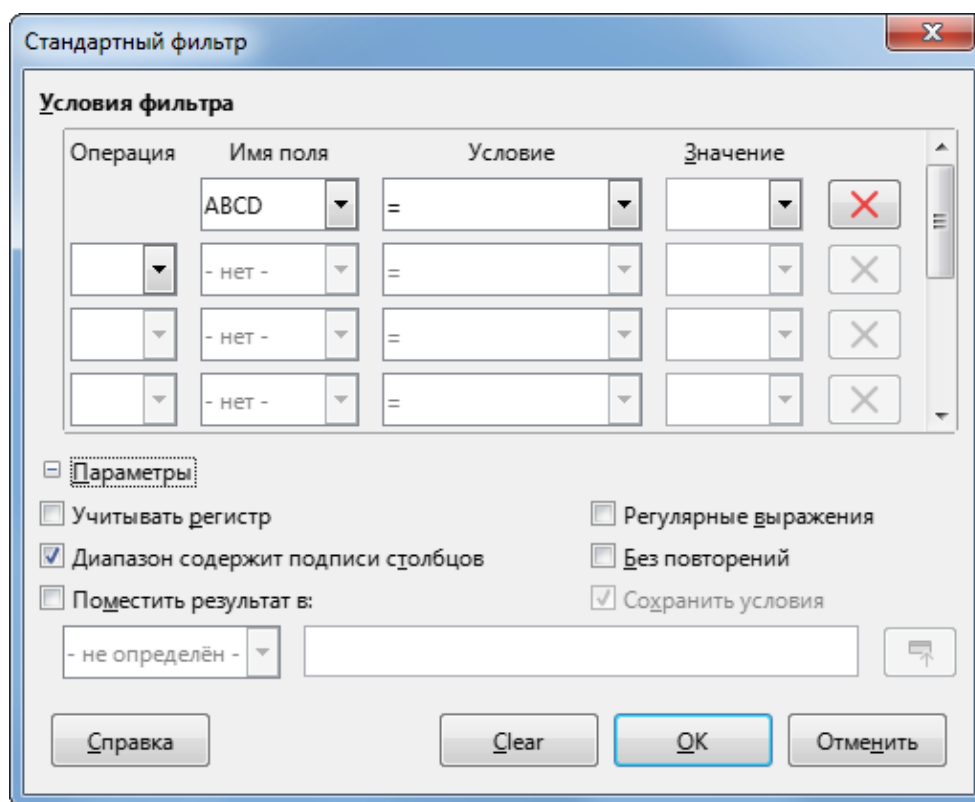 Стандартный фильтр
Условия фильтра
Операция Имя поля Условие Значение
ABCD =
- нет - =
- нет - =
- нет - =
Параметры
Учитывать регистр Регулярные выражения
Диапазон содержит подписи столбцов Без повторений
Поместить результат в: Сохранить условия
- не определён -
Справка Clear OK Отменить